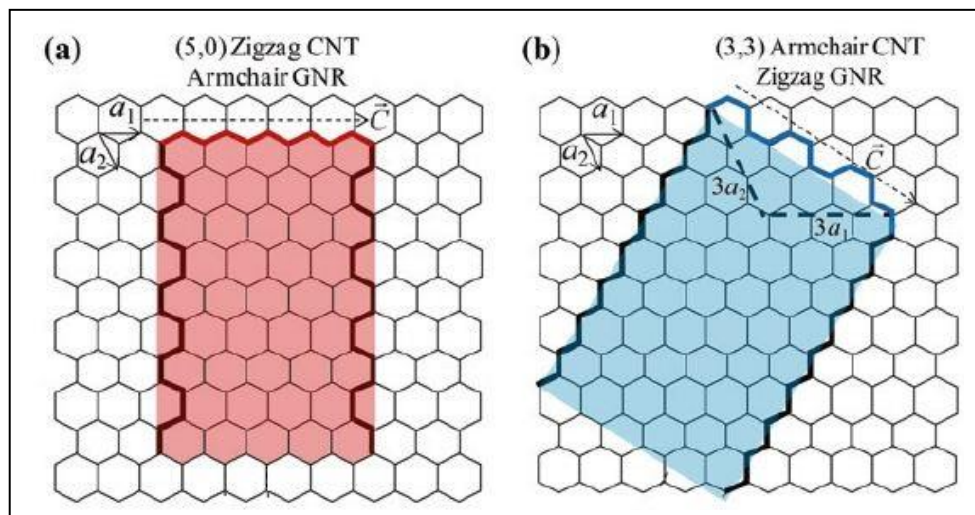 (a)
(5,0) Zigzag CNT
Armchair GNR
a₁
C⃗
a₂
(b)
(3,3) Armchair CNT
Zigzag GNR
a₁
a₂
C⃗
3a₂
3a₁